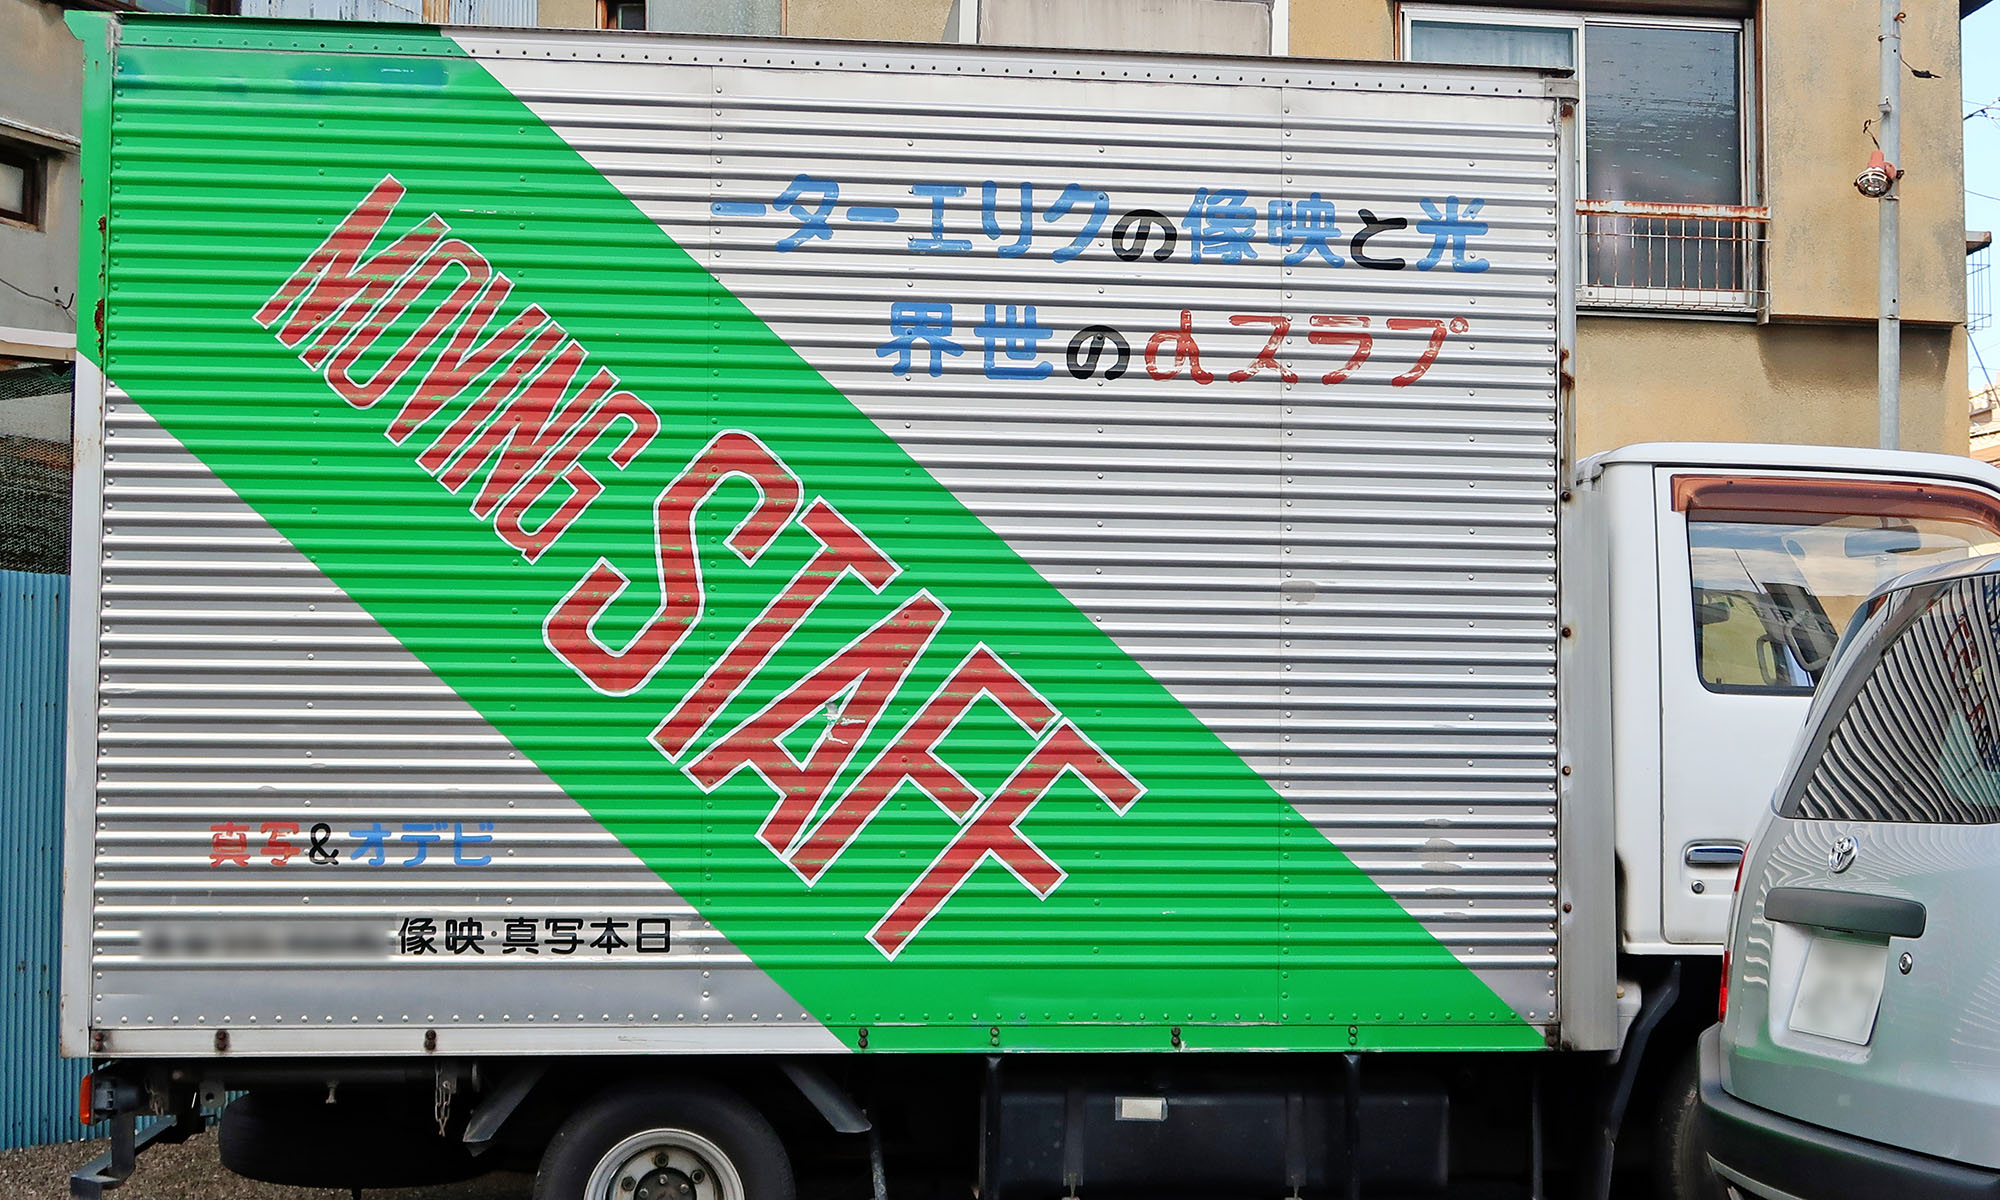 光と映像のクリエーター
プラスαの世界
MOVING STAFF
ビデオ&写真
日本写真・映像